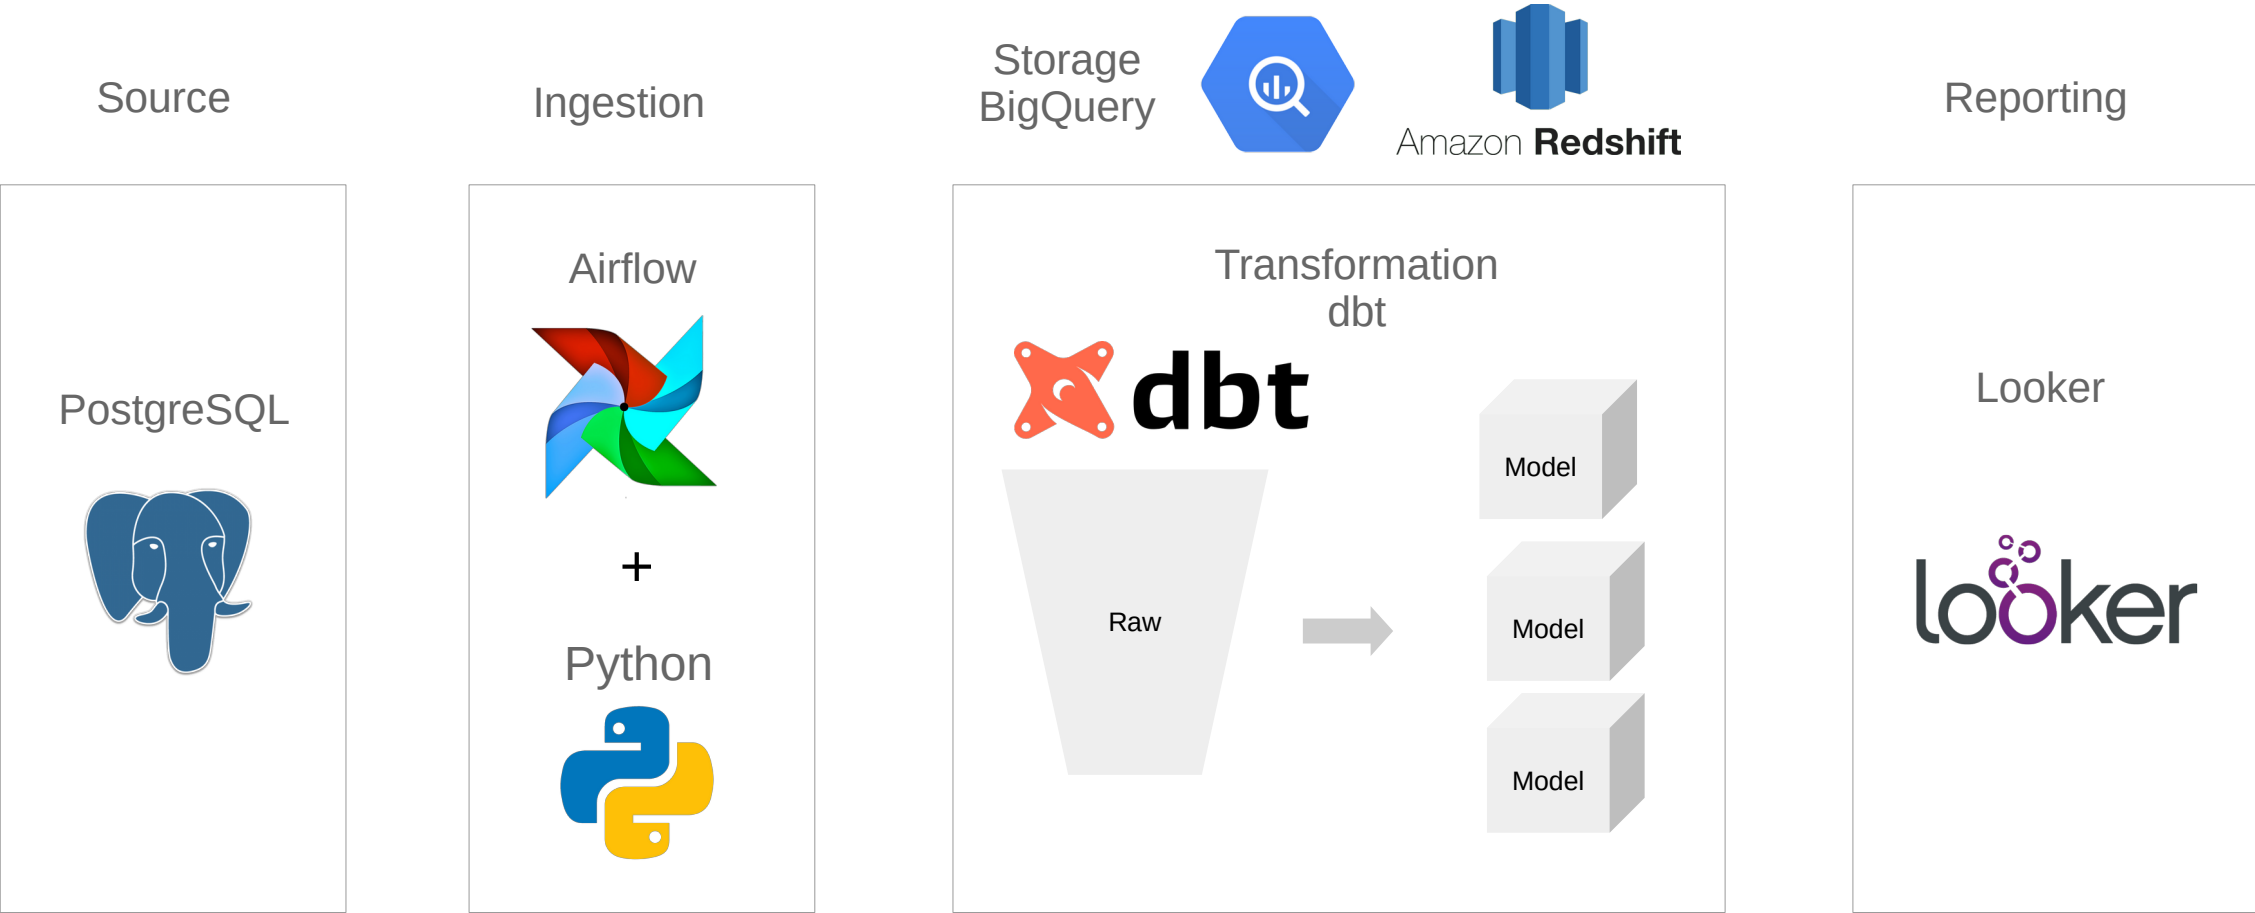 Source
Ingestion
Storage
BigQuery
Amazon Redshift
Reporting
PostgreSQL
Airflow
+
Python
Transformation
dbt
dbt
Raw
Model
Model
Model
Looker
looker